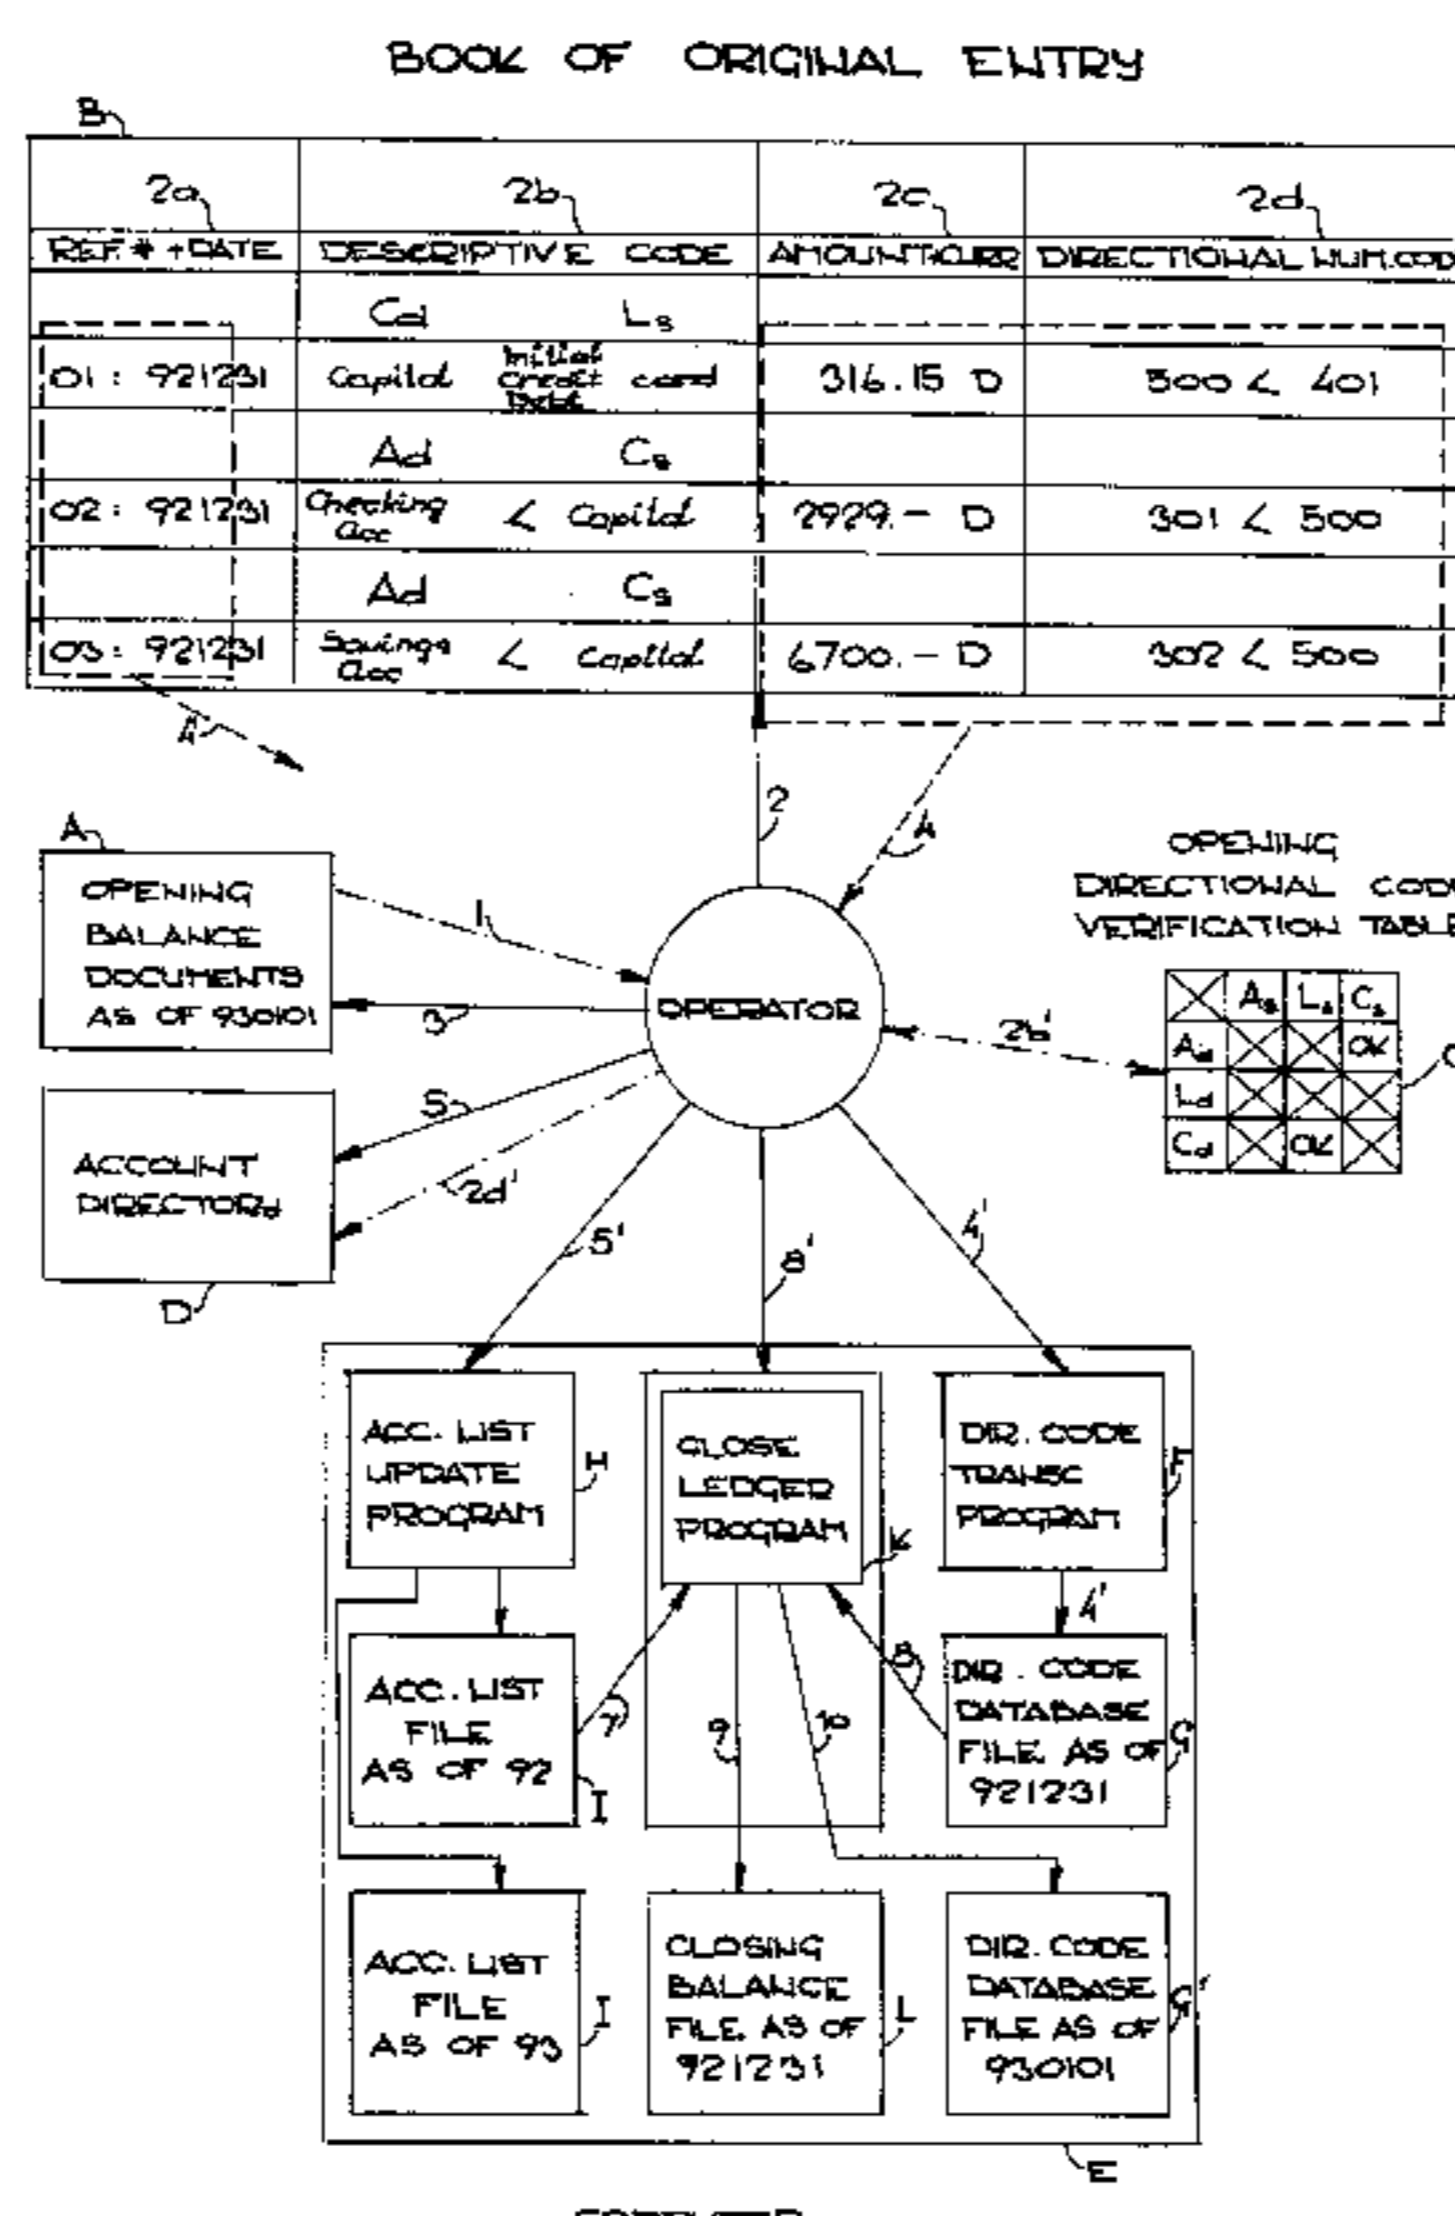 BOOK OF ORIGINAL ENTRY
B
2a 2b 2c 2d
REF # + DATE DESCRIPTIVE CODE DIRECTIONAL NUM. COD
Cd Ls
01: 921231 Capital Initial Credit card Debt 316.15 D 500 < 401
Ad Cs
02: 921231 Checking Acc < Capital 2929.- D 301 < 500
Ad Cs
03: 921231 Savings Acc < Capital 6700.- D 302 < 500
4
2
4
A
OPENING
BALANCE
DOCUMENTS
AS OF 930101
1
3
OPERATOR
OPENING
DIRECTIONAL COD
VERIFICATION TABLE
2b'
As Ls Cs
Ad OK
Ld
Cd OK
5
2d'
ACCOUNT
DIRECTORY
D
5'
8'
4'
ACC. LIST
UPDATE
PROGRAM
H
CLOSE
LEDGER
PROGRAM
K
DIR. CODE
TRANSC
PROGRAM
F
4'
ACC. LIST
FILE
AS OF 92
I
7
9
10
8
DIR. CODE
DATABASE
FILE AS OF
921231
G
ACC. LIST
FILE
AS OF 93
I
CLOSING
BALANCE
FILE AS OF
921231
L
DIR. CODE
DATABASE
FILE AS OF
930101
G'
E